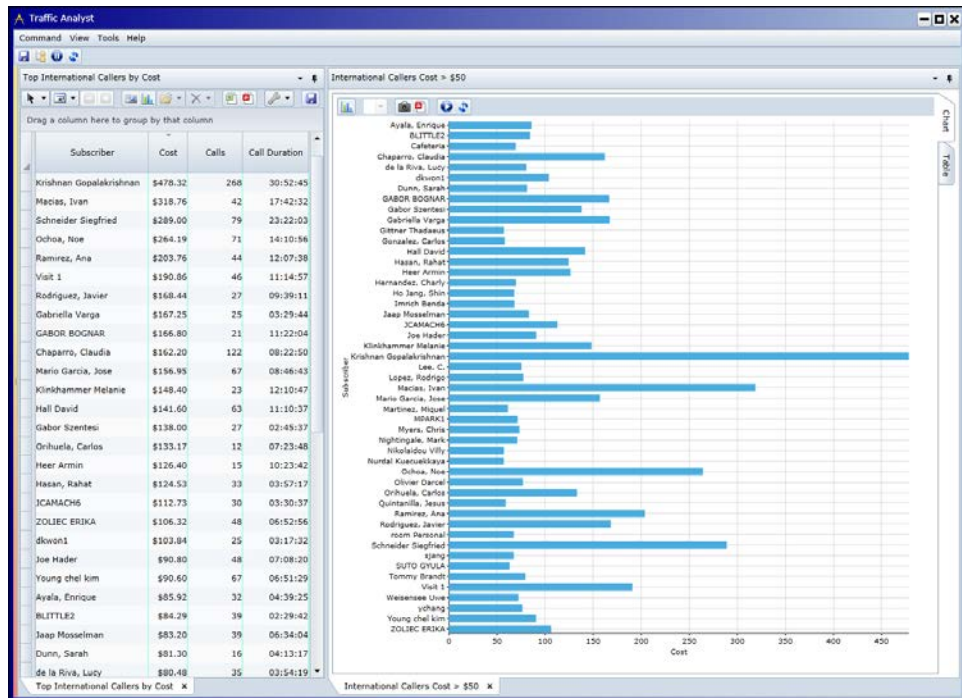 Traffic Analyst
Command View Tools Help
Top International Callers by Cost
Drag a column here to group by that column
Subscriber Cost Calls Call Duration
Krishnan Gopalakrishnan $478.32 268 30:52:45
Macias, Ivan $318.76 42 17:42:32
Schneider Siegfried $289.00 79 23:22:03
Ochoa, Noe $264.19 71 14:10:56
Ramirez, Ana $203.76 44 12:07:38
Visit 1 $190.86 46 11:14:57
Rodriguez, Javier $168.44 27 09:39:11
Gabriella Varga $167.25 25 03:29:44
GABOR BOGNAR $166.80 21 11:22:04
Chaparro, Claudia $162.20 122 08:22:50
Mario Garcia, Jose $156.95 67 08:46:43
Klinkhammer Melanie $148.40 23 12:10:47
Hall David $141.60 63 11:10:37
Gabor Szentesi $138.00 27 02:45:37
Orihuela, Carlos $133.17 12 07:23:48
Heer Armin $126.40 15 10:23:42
Hasan, Rahat $124.53 33 03:57:17
JCAMACH6 $112.73 30 03:30:37
ZOLIEC ERIKA $106.32 48 06:52:56
dkwon1 $103.84 25 03:17:32
Joe Hader $90.80 48 07:08:20
Young chel kim $90.60 67 06:51:29
Ayala, Enrique $85.92 32 04:39:25
BLITTLE2 $84.29 39 02:29:42
Jaap Mosselman $83.20 39 06:34:04
Dunn, Sarah $81.30 16 04:13:17
de la Riva, Lucy $80.48 35 03:54:19
Top International Callers by Cost x
International Callers Cost > $50
Chart
Table
Subscriber
Ayala, Enrique
BLITTLE2
Cafeteria
Chaparro, Claudia
de la Riva, Lucy
dkwon1
Dunn, Sarah
GABOR BOGNAR
Gabor Szentesi
Gabriella Varga
Gittner Thadaeus
Gonzalez, Carlos
Hall David
Hasan, Rahat
Heer Armin
Hernandez, Charly
Ho Jang, Shin
Imrich Benda
Jaap Mosselman
JCAMACH6
Joe Hader
Klinkhammer Melanie
Krishnan Gopalakrishnan
Lee, C.
Lopez, Rodrigo
Macias, Ivan
Mario Garcia, Jose
Martinez, Miguel
MPARK1
Myers, Chris
Nightingale, Mark
Nikolaidou Villy
Nurdal Kuecuekkaya
Ochoa, Noe
Olivier Darcel
Orihuela, Carlos
Quintanilla, Jesus
Ramirez, Ana
Rodriguez, Javier
room Personal
Schneider Siegfried
sjang
SUTO GYULA
Tommy Brandt
Visit 1
Weisensee Uwe
ychang
Young chel kim
ZOLIEC ERIKA
0 50 100 150 200 250 300 350 400 450
Cost
International Callers Cost > $50 x